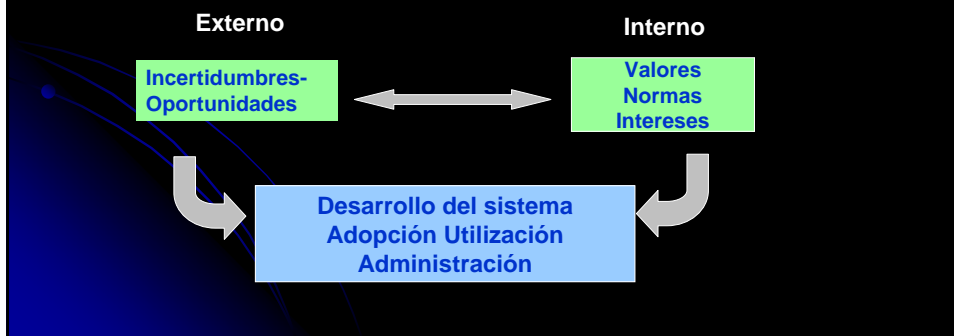 Externo
Interno
Incertidumbres-
Oportunidades
Valores
Normas
Intereses
Desarrollo del sistema
Adopción Utilización
Administración